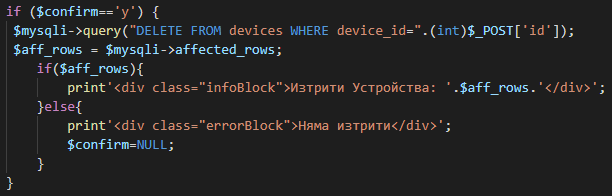 if ($confirm=='y') {
$mysqli->query("DELETE FROM devices WHERE device_id=".(int)$_POST['id']);
$aff_rows = $mysqli->affected_rows;
if($aff_rows){
print'<div class="infoBlock">Изтрити Устройства: '.$aff_rows.'</div>';
}else{
print'<div class="errorBlock">Няма изтрити</div>';
$confirm=NULL;
}
}